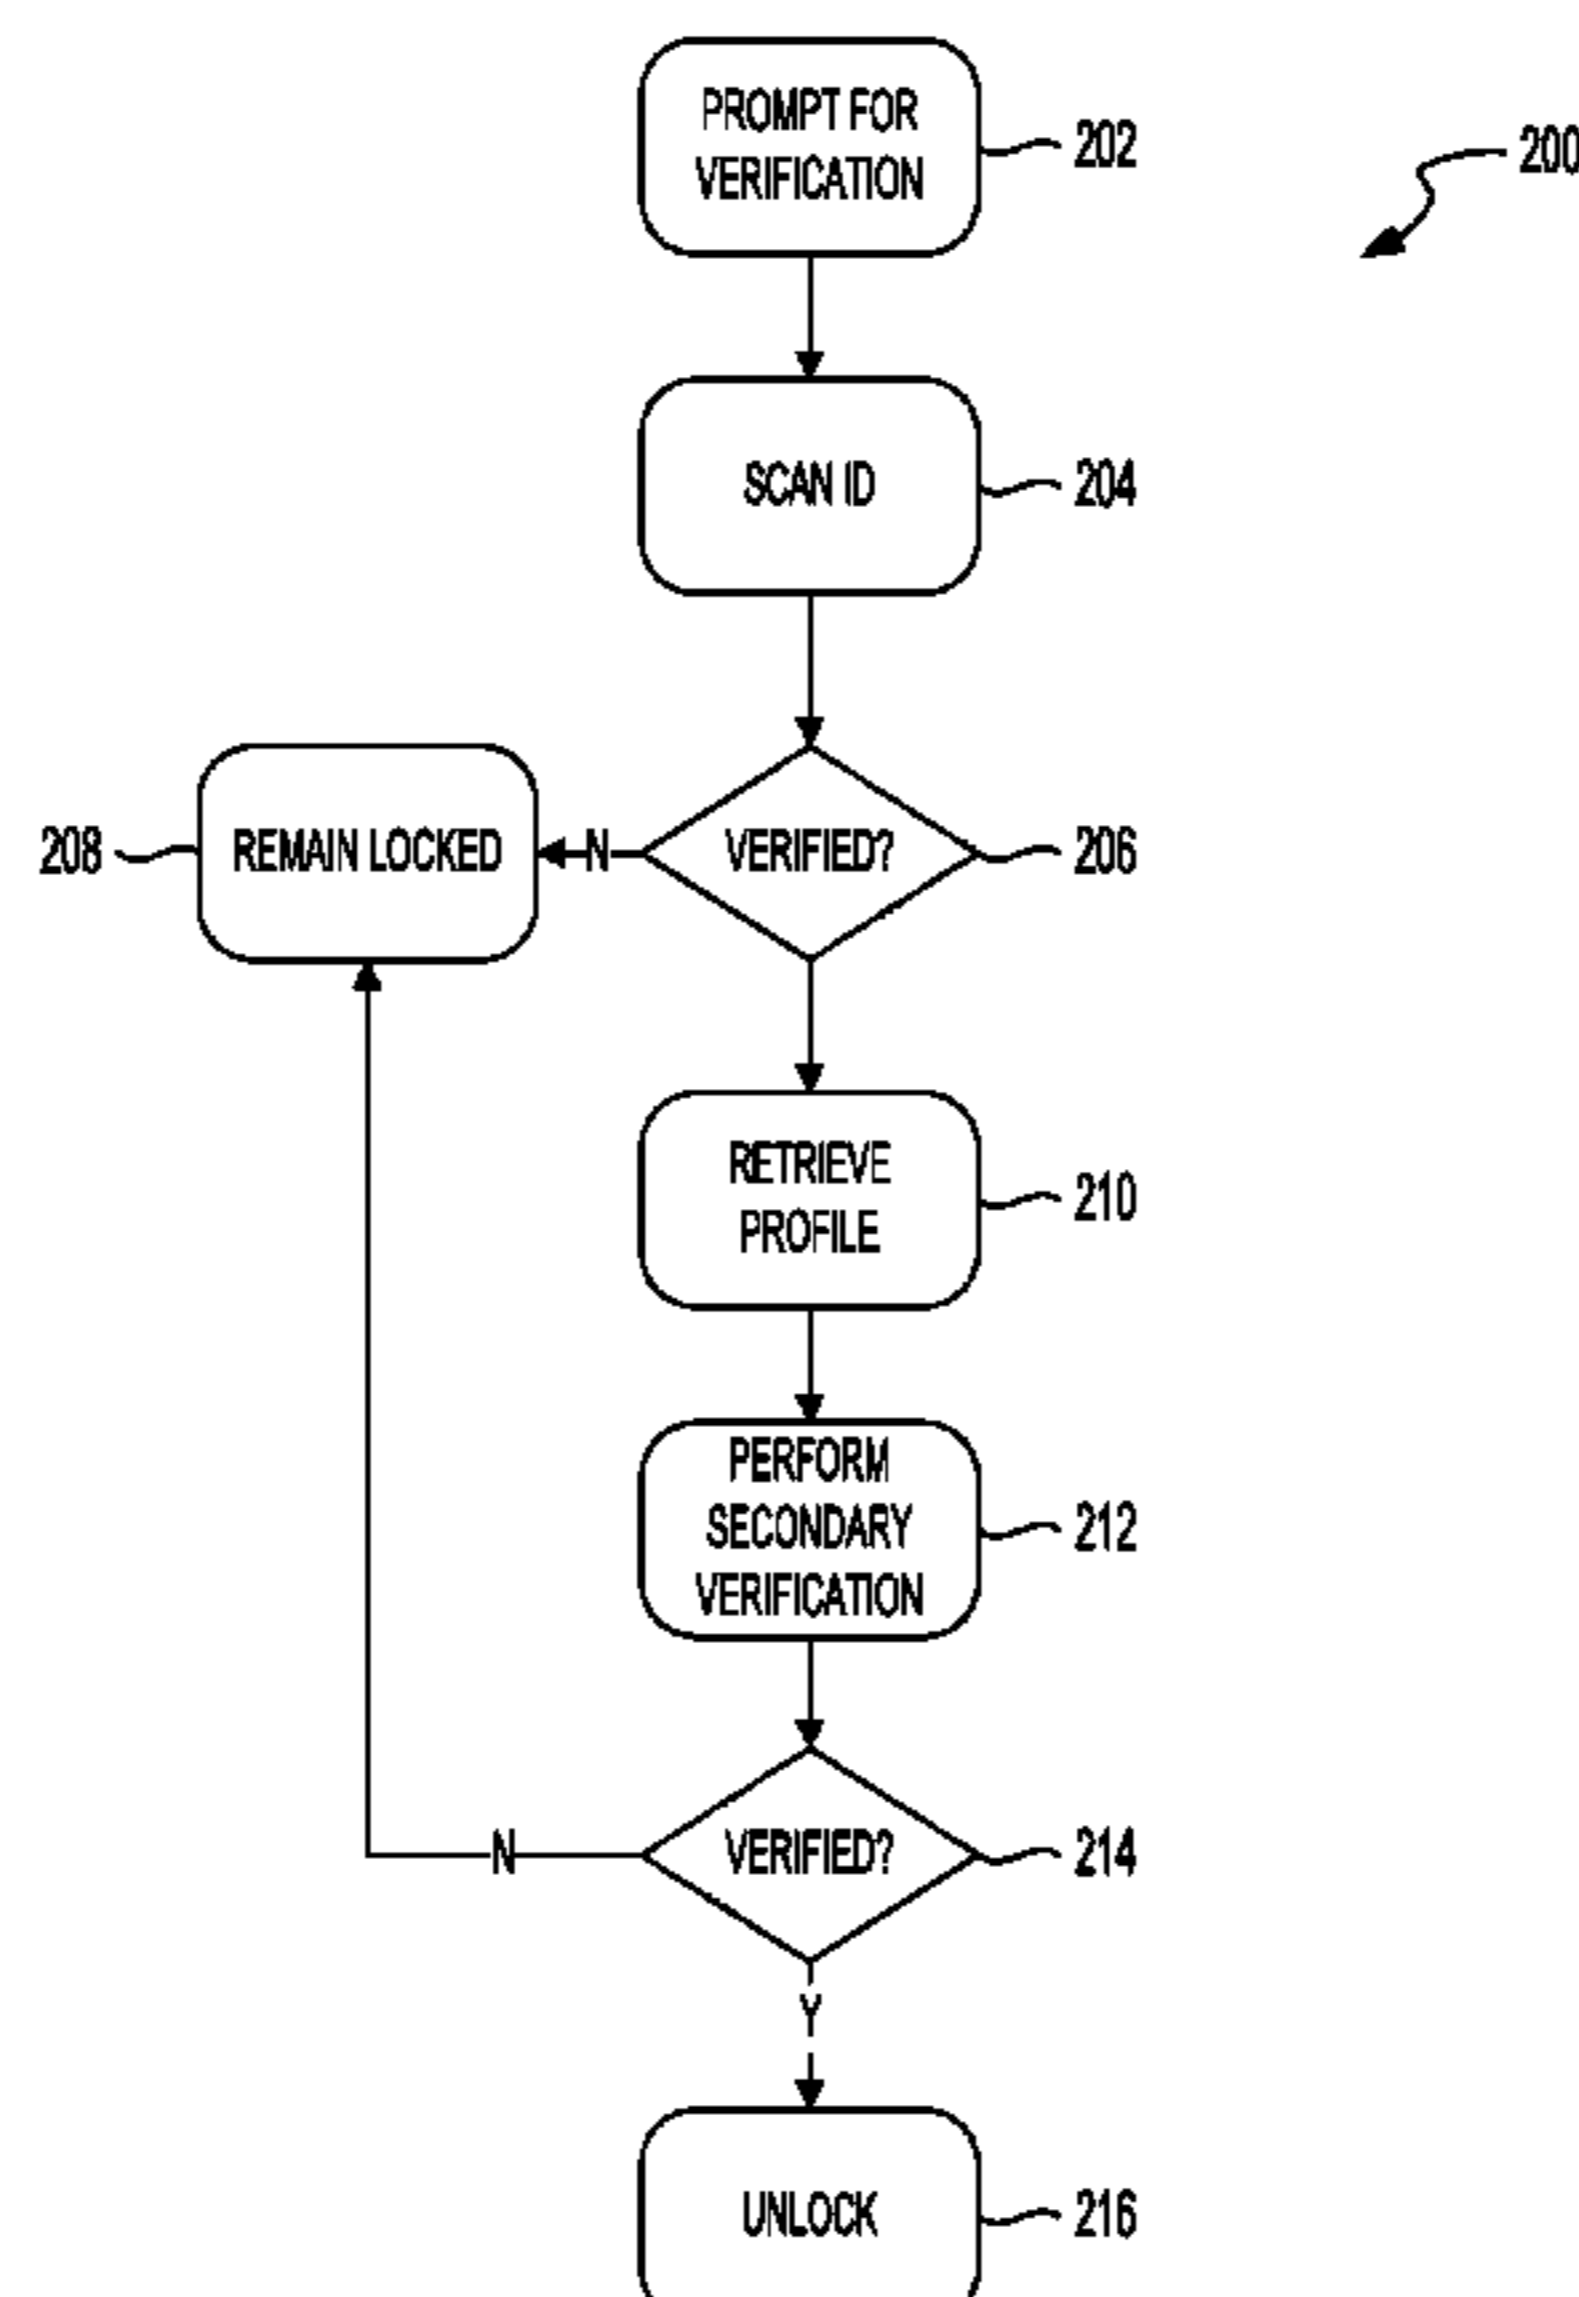 PROMPT FOR
VERIFICATION
202
200
SCAN ID
204
208
REMAIN LOCKED
N
VERIFIED?
206
RETRIEVE
PROFILE
210
PERFORM
SECONDARY
VERIFICATION
212
N
VERIFIED?
214
Y
UNLOCK
216